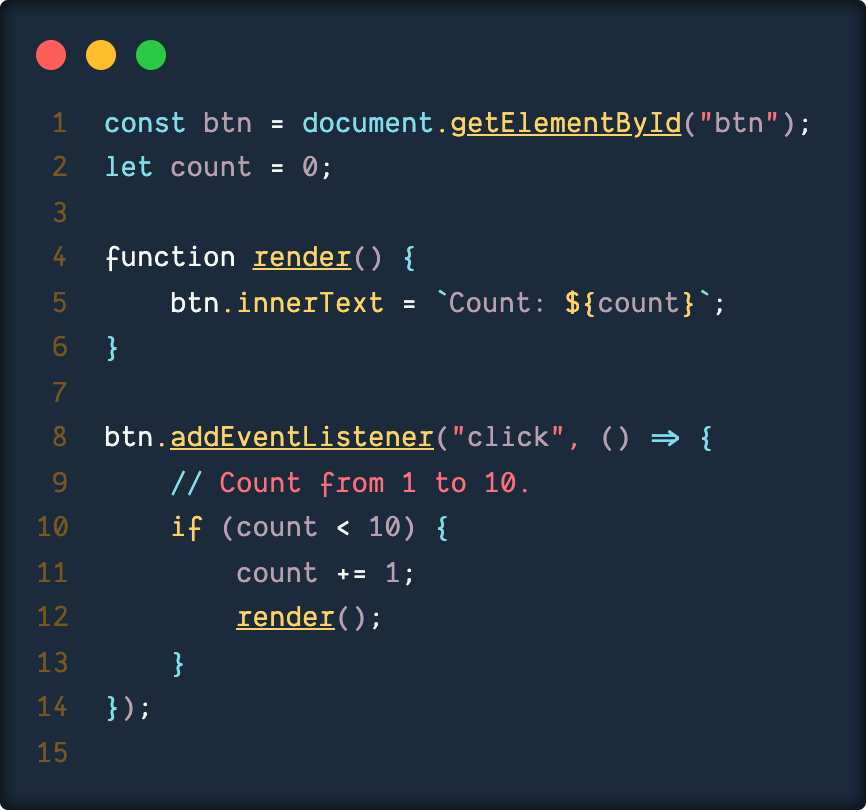 1 const btn = document.getElementById("btn");
2 let count = 0;
3
4 function render() {
5     btn.innerText = `Count: ${count}`;
6 }
7
8 btn.addEventListener("click", () => {
9     // Count from 1 to 10.
10     if (count < 10) {
11         count += 1;
12         render();
13     }
14 });
15